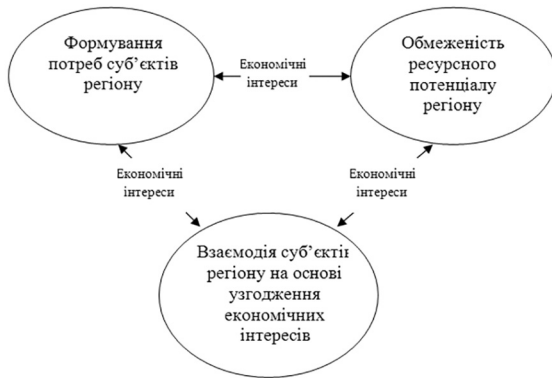 Формування
потреб суб’єктів
регіону
Економічні
інтереси
Обмеженість
ресурсного
потенціалу
регіону
Економічні
інтереси
Економічні
інтереси
Взаємодія суб’єктів
регіону на основі
узгодження
економічних
інтересів